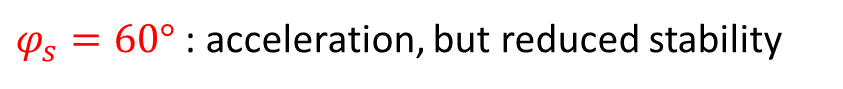 φₛ = 60° : acceleration, but reduced stability